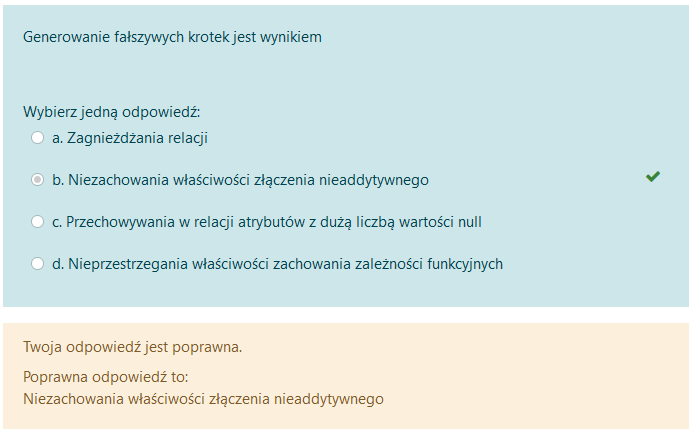 Generowanie fałszywych krotek jest wynikiem
Wybierz jedną odpowiedź:
a. Zagnieżdżania relacji
b. Niezachowania właściwości złączenia nieaddytywnego
c. Przechowywania w relacji atrybutów z dużą liczbą wartości null
d. Nieprzestrzegania właściwości zachowania zależności funkcyjnych
Twoja odpowiedź jest poprawna.
Poprawna odpowiedź to:
Niezachowania właściwości złączenia nieaddytywnego